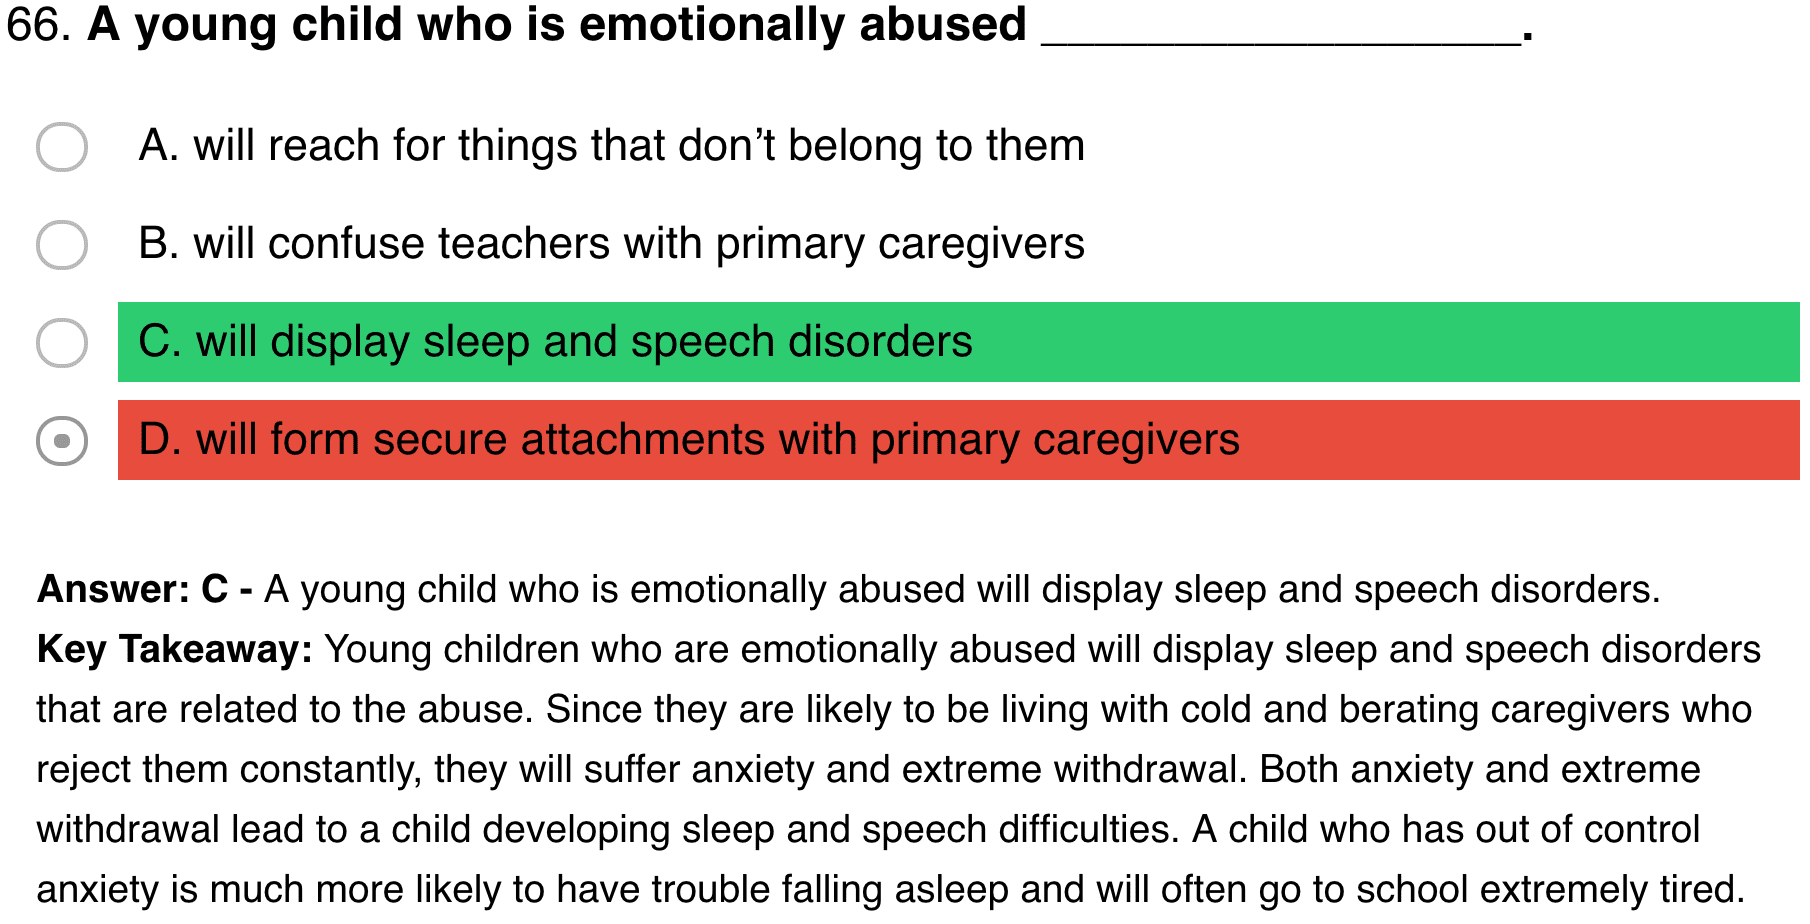 66. A young child who is emotionally abused __________________.
A. will reach for things that don’t belong to them
B. will confuse teachers with primary caregivers
C. will display sleep and speech disorders
D. will form secure attachments with primary caregivers
Answer: C - A young child who is emotionally abused will display sleep and speech disorders.
Key Takeaway: Young children who are emotionally abused will display sleep and speech disorders
that are related to the abuse. Since they are likely to be living with cold and berating caregivers who
reject them constantly, they will suffer anxiety and extreme withdrawal. Both anxiety and extreme
withdrawal lead to a child developing sleep and speech difficulties. A child who has out of control
anxiety is much more likely to have trouble falling asleep and will often go to school extremely tired.